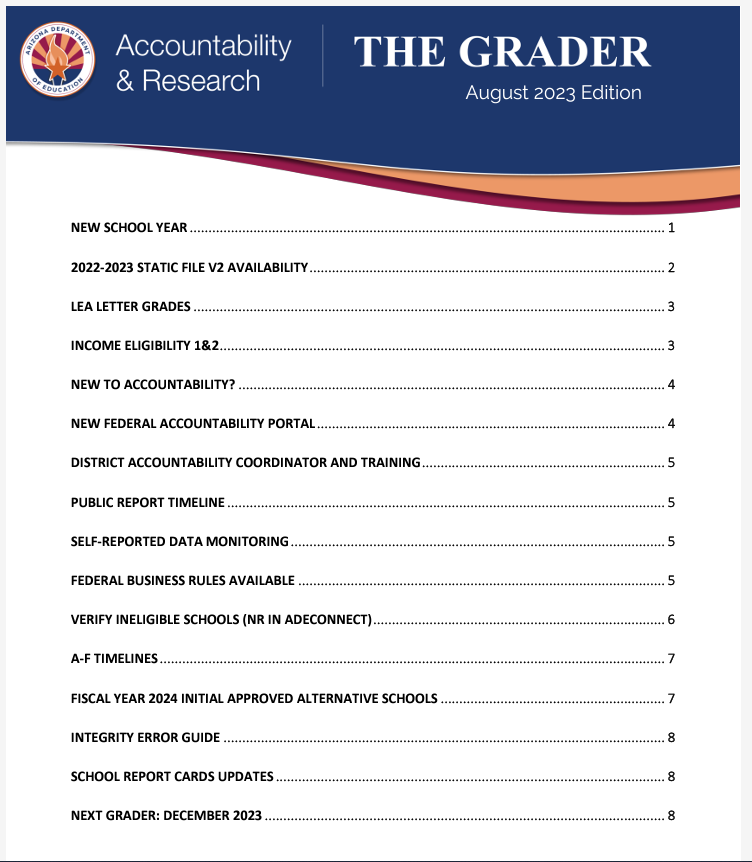 ARIZONA DEPARTMENT
OF EDUCATION
Accountability
& Research
THE GRADER
August 2023 Edition
NEW SCHOOL YEAR ........ 1
2022-2023 STATIC FILE V2 AVAILABILITY ........ 2
LEA LETTER GRADES ........ 3
INCOME ELIGIBILITY 1&2 ........ 3
NEW TO ACCOUNTABILITY? ........ 4
NEW FEDERAL ACCOUNTABILITY PORTAL ........ 4
DISTRICT ACCOUNTABILITY COORDINATOR AND TRAINING ........ 5
PUBLIC REPORT TIMELINE ........ 5
SELF-REPORTED DATA MONITORING ........ 5
FEDERAL BUSINESS RULES AVAILABLE ........ 5
VERIFY INELIGIBLE SCHOOLS (NR IN ADECONNECT) ........ 6
A-F TIMELINES ........ 7
FISCAL YEAR 2024 INITIAL APPROVED ALTERNATIVE SCHOOLS ........ 7
INTEGRITY ERROR GUIDE ........ 8
SCHOOL REPORT CARDS UPDATES ........ 8
NEXT GRADER: DECEMBER 2023 ........ 8